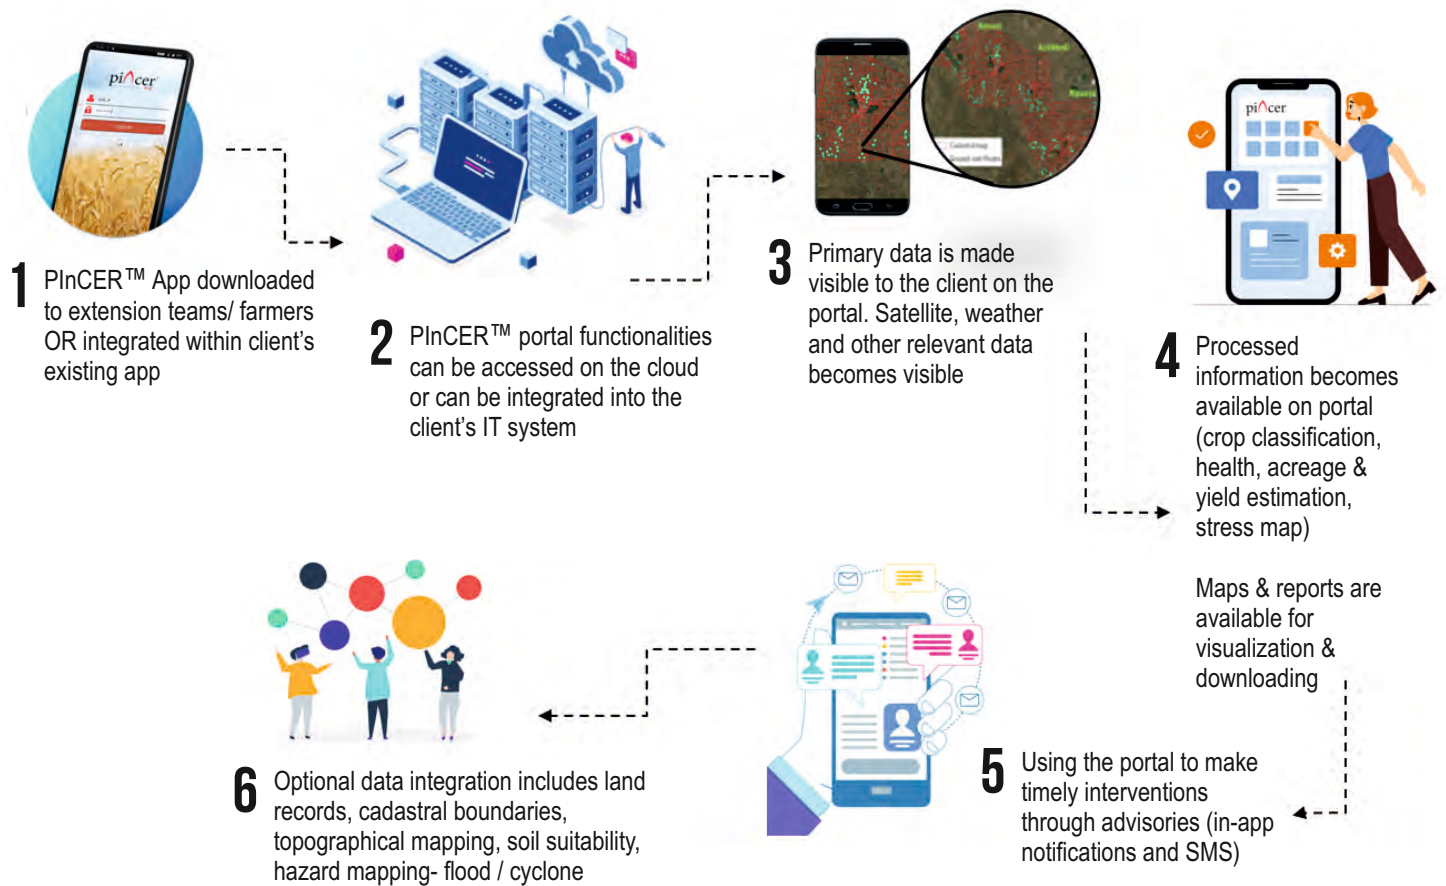 pi∧cer
1
PInCER™ App downloaded
to extension teams/ farmers
OR integrated within client's
existing app
2
PInCER™ portal functionalities
can be accessed on the cloud
or can be integrated into the
client's IT system
3
Primary data is made
visible to the client on the
portal. Satellite, weather
and other relevant data
becomes visible
pi∧cer
4
Processed
information becomes
available on portal
(crop classification,
health, acreage &
yield estimation,
stress map)
Maps & reports are
available for
visualization &
downloading
5
Using the portal to make
timely interventions
through advisories (in-app
notifications and SMS)
6
Optional data integration includes land
records, cadastral boundaries,
topographical mapping, soil suitability,
hazard mapping- flood / cyclone